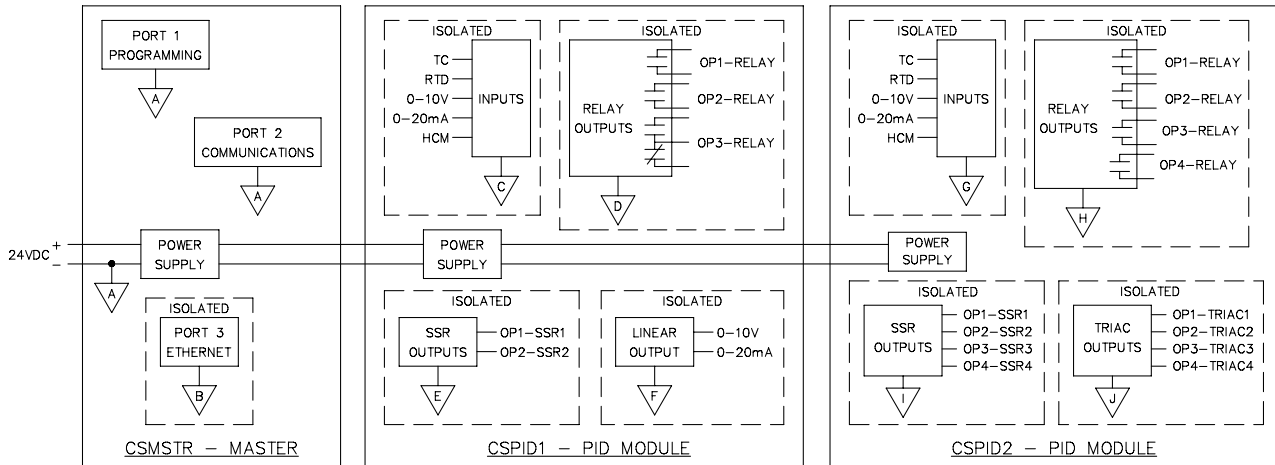 PORT 1
PROGRAMMING
A
PORT 2
COMMUNICATIONS
A
24VDC
+
−
POWER
SUPPLY
A
ISOLATED
PORT 3
ETHERNET
B
CSMSTR − MASTER
ISOLATED
TC
RTD
0−10V
0−20mA
HCM
INPUTS
C
ISOLATED
RELAY
OUTPUTS
OP1−RELAY
OP2−RELAY
OP3−RELAY
D
POWER
SUPPLY
ISOLATED
SSR
OUTPUTS
OP1−SSR1
OP2−SSR2
E
ISOLATED
LINEAR
OUTPUT
0−10V
0−20mA
F
CSPID1 − PID MODULE
ISOLATED
TC
RTD
0−10V
0−20mA
HCM
INPUTS
G
ISOLATED
RELAY
OUTPUTS
OP1−RELAY
OP2−RELAY
OP3−RELAY
OP4−RELAY
H
POWER
SUPPLY
ISOLATED
SSR
OUTPUTS
OP1−SSR1
OP2−SSR2
OP3−SSR3
OP4−SSR4
I
ISOLATED
TRIAC
OUTPUTS
OP1−TRIAC1
OP2−TRIAC2
OP3−TRIAC3
OP4−TRIAC4
J
CSPID2 − PID MODULE